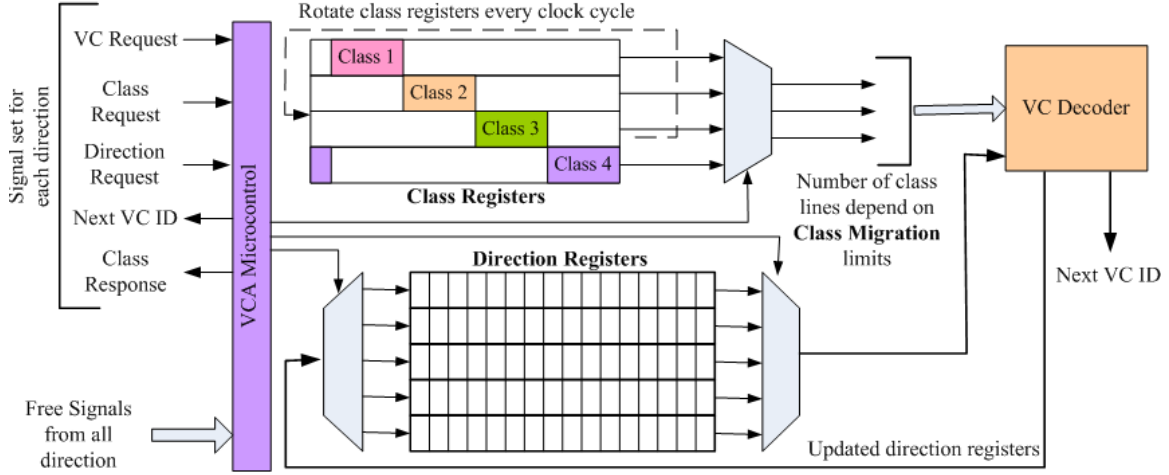 Rotate class registers every clock cycle
Signal set for
each direction
VC Request
Class
Request
Direction
Request
Next VC ID
Class
Response
Free Signals
from all
direction
VCA Microcontrol
Class 1
Class 2
Class 3
Class 4
Class Registers
Number of class
lines depend on
Class Migration
limits
VC Decoder
Next VC ID
Direction Registers
Updated direction registers